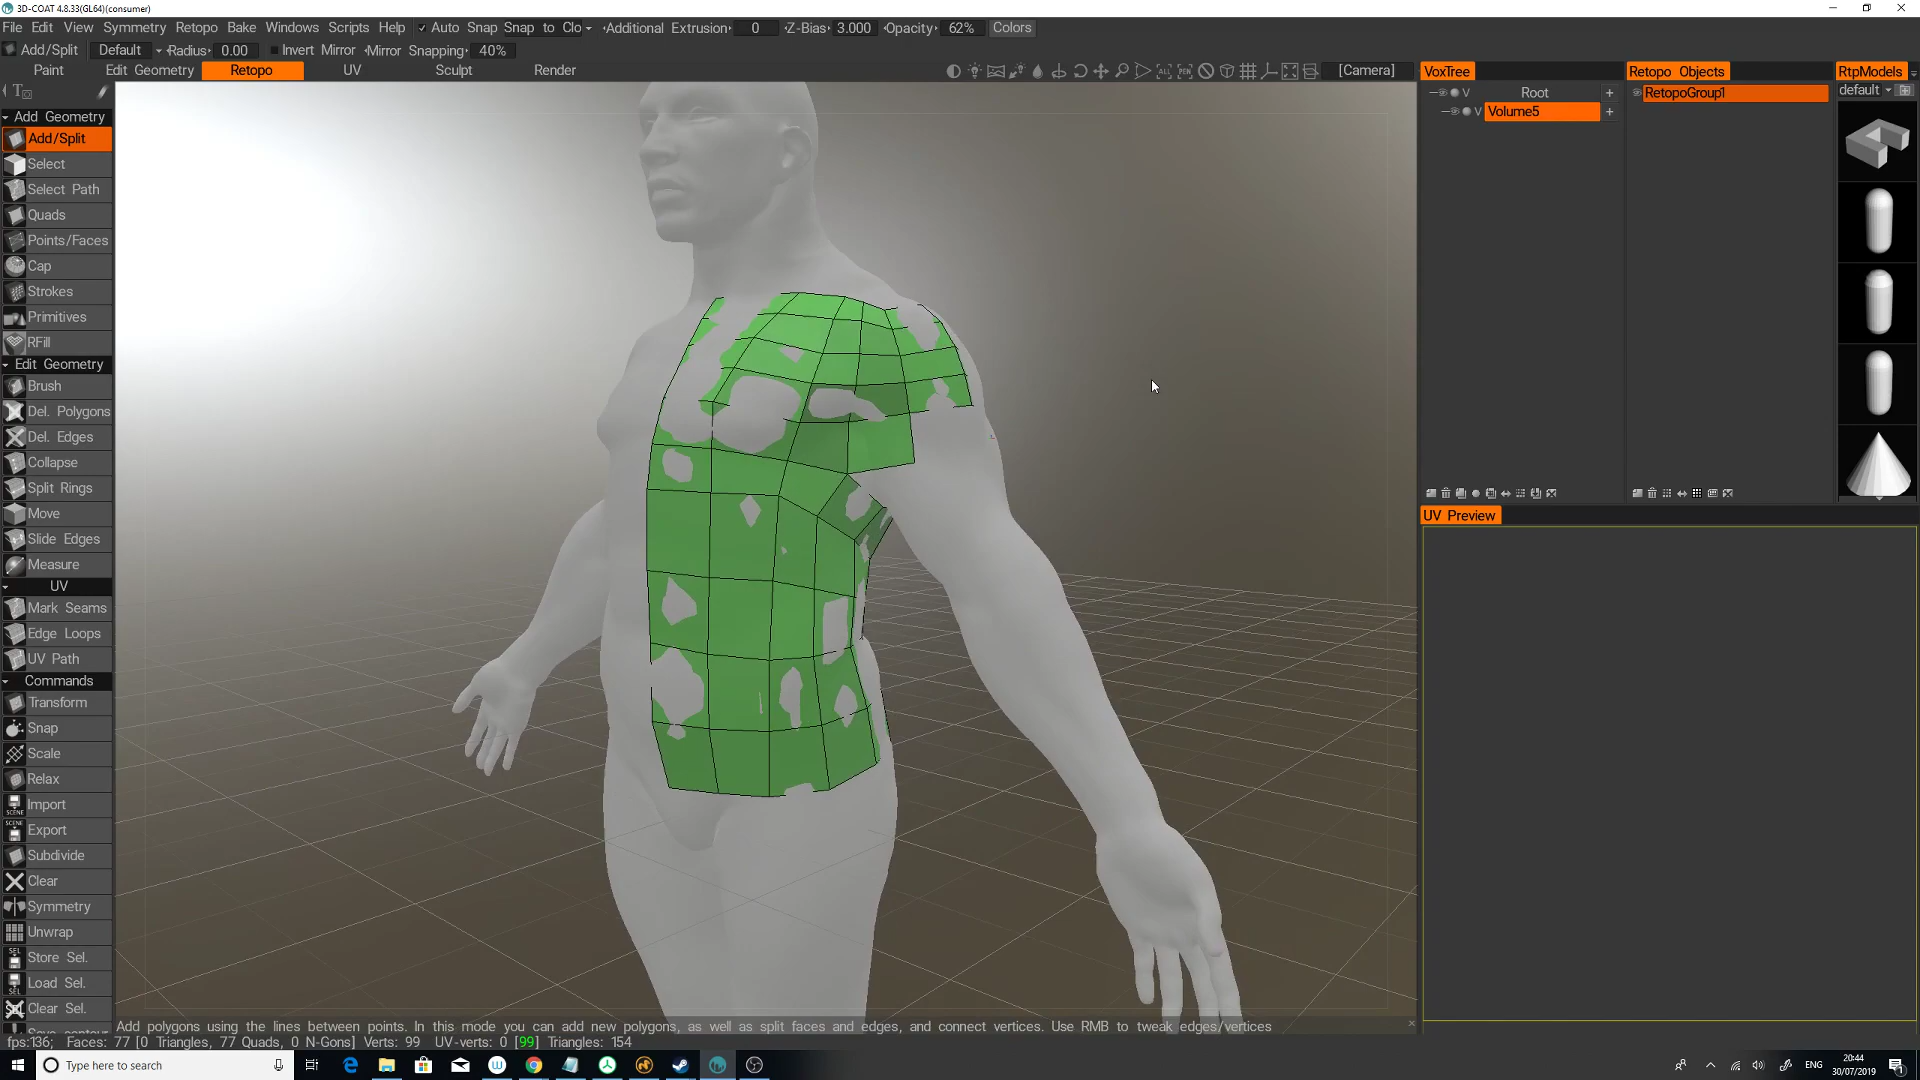 3D-COAT 4.8.33(GL64)(consumer)
File Edit View Symmetry Retopo Bake Windows Scripts Help Auto Snap Snap to Clo Additional Extrusion 0 Z-Bias 3.000 Opacity 62% Colors
Add/Split Default Radius 0.00 Invert Mirror Mirror Snapping 40%
Paint Edit Geometry Retopo UV Sculpt Render [Camera]
VoxTree Retopo Objects RtpModels
Root + RetopoGroup1 default
Volume5 +
Add Geometry
Add/Split
Select
Select Path
Quads
Points/Faces
Cap
Strokes
Primitives
RFill
Edit Geometry
Brush
Del. Polygons
Del. Edges
Collapse
Split Rings
Move
Slide Edges
Measure
UV
Mark Seams
Edge Loops
UV Path
Commands
Transform
Snap
Scale
Relax
Import
Export
Subdivide
Clear
Symmetry
Unwrap
Store Sel.
Load Sel.
Clear Sel.
UV Preview
Add polygons using the lines between points. In this mode you can add new polygons, as well as split faces and edges, and connect vertices. Use RMB to tweak edges/vertices
fps:136; Faces: 77 [0 Triangles, 77 Quads, 0 N-Gons] Verts: 99 UV-verts: 0 [99] Triangles: 154
Type here to search
ENG
20:44
30/07/2019